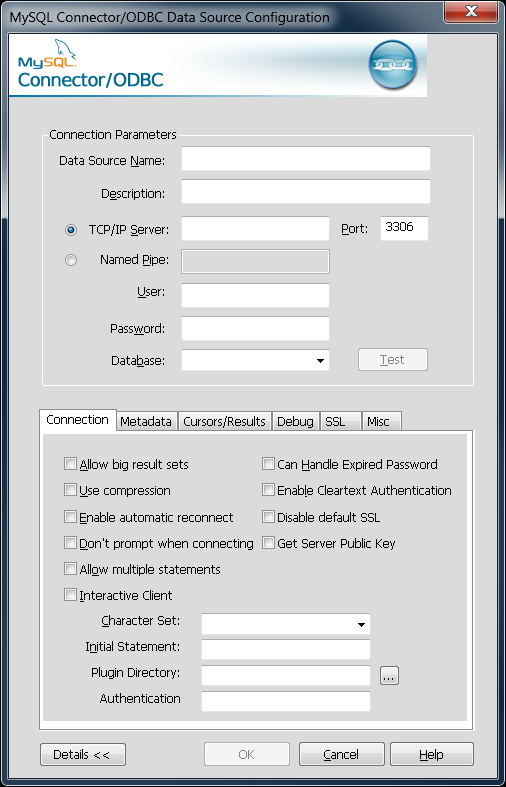 MySQL Connector/ODBC Data Source Configuration
MySQL
Connector/ODBC
Connection Parameters
Data Source Name:
Description:
TCP/IP Server:
Port: 3306
Named Pipe:
User:
Password:
Database:
Test
Connection Metadata Cursors/Results Debug SSL Misc
Allow big result sets
Can Handle Expired Password
Use compression
Enable Cleartext Authentication
Enable automatic reconnect
Disable default SSL
Don't prompt when connecting
Get Server Public Key
Allow multiple statements
Interactive Client
Character Set:
Initial Statement:
Plugin Directory:
...
Authentication
Details << OK Cancel Help